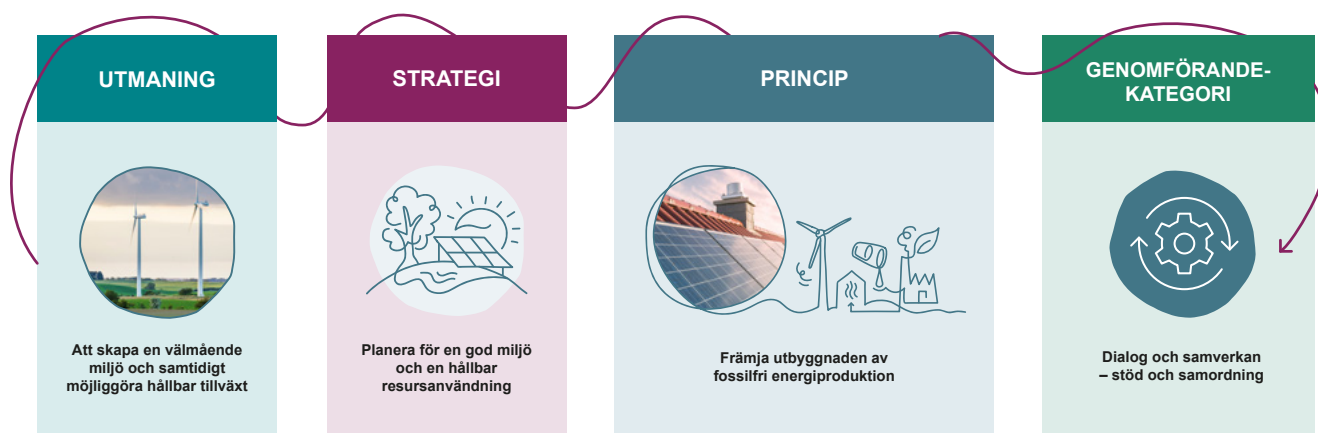 UTMANING
Att skapa en välmående
miljö och samtidigt
möjliggöra hållbar tillväxt
STRATEGI
Planera för en god miljö
och en hållbar
resursanvändning
PRINCIP
Främja utbyggnaden av
fossilfri energiproduktion
GENOMFÖRANDE-
KATEGORI
Dialog och samverkan
– stöd och samordning